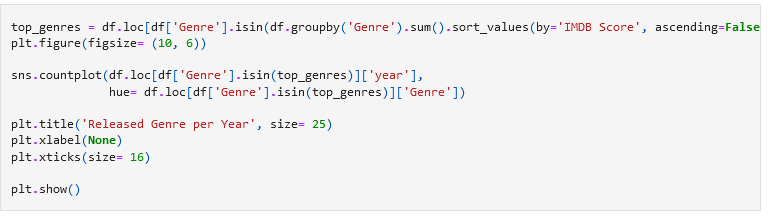 top_genres = df.loc[df['Genre'].isin(df.groupby('Genre').sum().sort_values(by='IMDB Score', ascending=False
plt.figure(figsize= (10, 6))
sns.countplot(df.loc[df['Genre'].isin(top_genres)]['year'],
hue= df.loc[df['Genre'].isin(top_genres)]['Genre'])
plt.title('Released Genre per Year', size= 25)
plt.xlabel(None)
plt.xticks(size= 16)
plt.show()